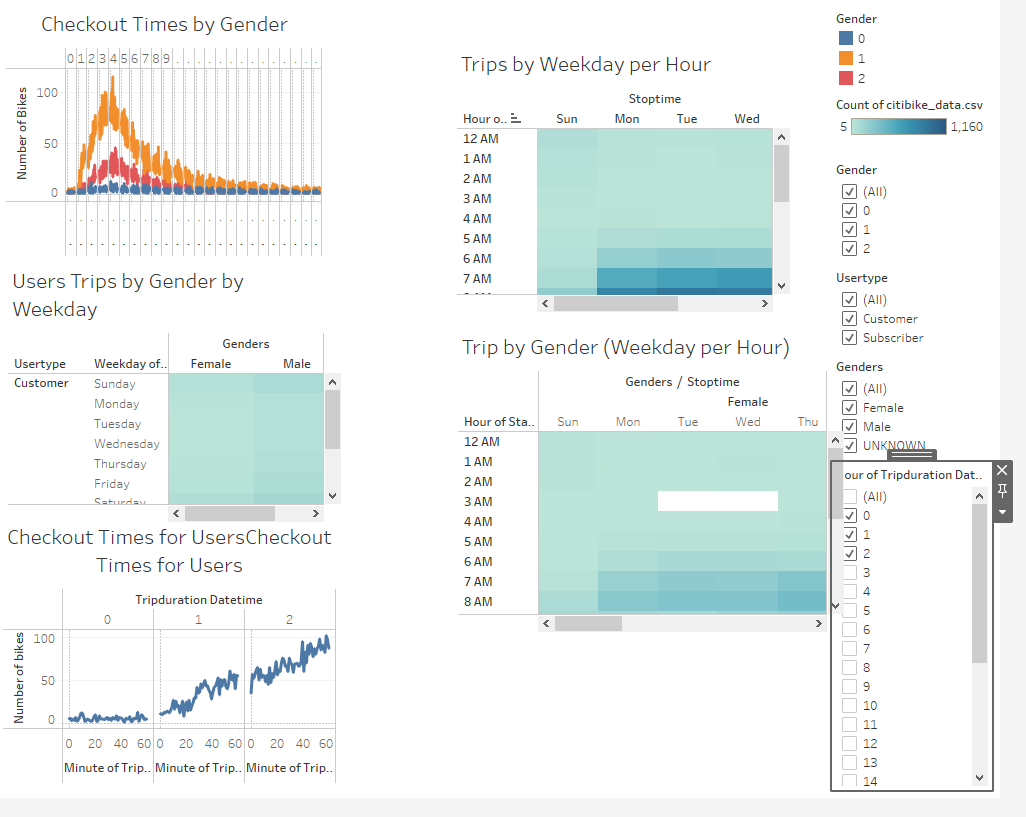 Checkout Times by Gender
0 1 2 3 4 5 6 7 8 9
Number of Bikes
100
50
0
Users Trips by Gender by
Weekday
Genders
Usertype Weekday of.. Female Male
Customer Sunday
Monday
Tuesday
Wednesday
Thursday
Friday
Saturday
Checkout Times for UsersCheckout
Times for Users
Tripduration Datetime
0 1 2
Number of bikes
100
50
0
0 20 40 60 0 20 40 60 0 20 40 60
Minute of Trip.. Minute of Trip.. Minute of Trip..
Trips by Weekday per Hour
Stoptime
Hour o.. Sun Mon Tue Wed
12 AM
1 AM
2 AM
3 AM
4 AM
5 AM
6 AM
7 AM
Trip by Gender (Weekday per Hour)
Genders / Stoptime
Female
Hour of Sta.. Sun Mon Tue Wed Thu
12 AM
1 AM
2 AM
3 AM
4 AM
5 AM
6 AM
7 AM
8 AM
Gender
0
1
2
Count of citibike_data.csv
5 1,160
Gender
(All)
0
1
2
Usertype
(All)
Customer
Subscriber
Genders
(All)
Female
Male
UNKNOWN
our of Tripduration Dat..
(All)
0
1
2
3
4
5
6
7
8
9
10
11
12
13
14